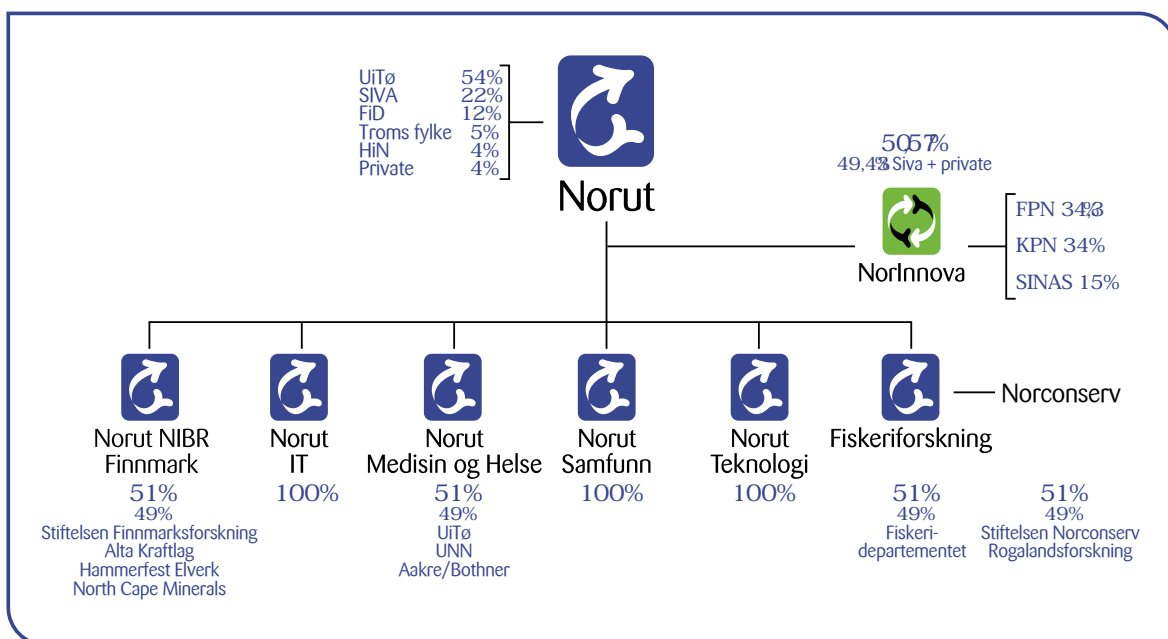 UiTø 54%
SIVA 22%
FiD 12%
Troms fylke 5%
HiN 4%
Private 4%
Norut
50,57%
Siva + private
NorInnova
FPN
KPN 34%
SINAS 15%
Norut NIBR
Finnmark
51%
49%
Stiftelsen Finnmarksforskning
Alta Kraftlag
Hammerfest Elverk
North Cape Minerals
Norut
IT
100%
Norut
Medisin og Helse
51%
49%
UiTø
UNN
Aakre/Bothner
Norut
Samfunn
100%
Norut
Teknologi
100%
Fiskeriforskning
51%
49%
Fiskeri-
departementet
Norconserv
51%
49%
Stiftelsen Norconserv
Rogalandsforskning